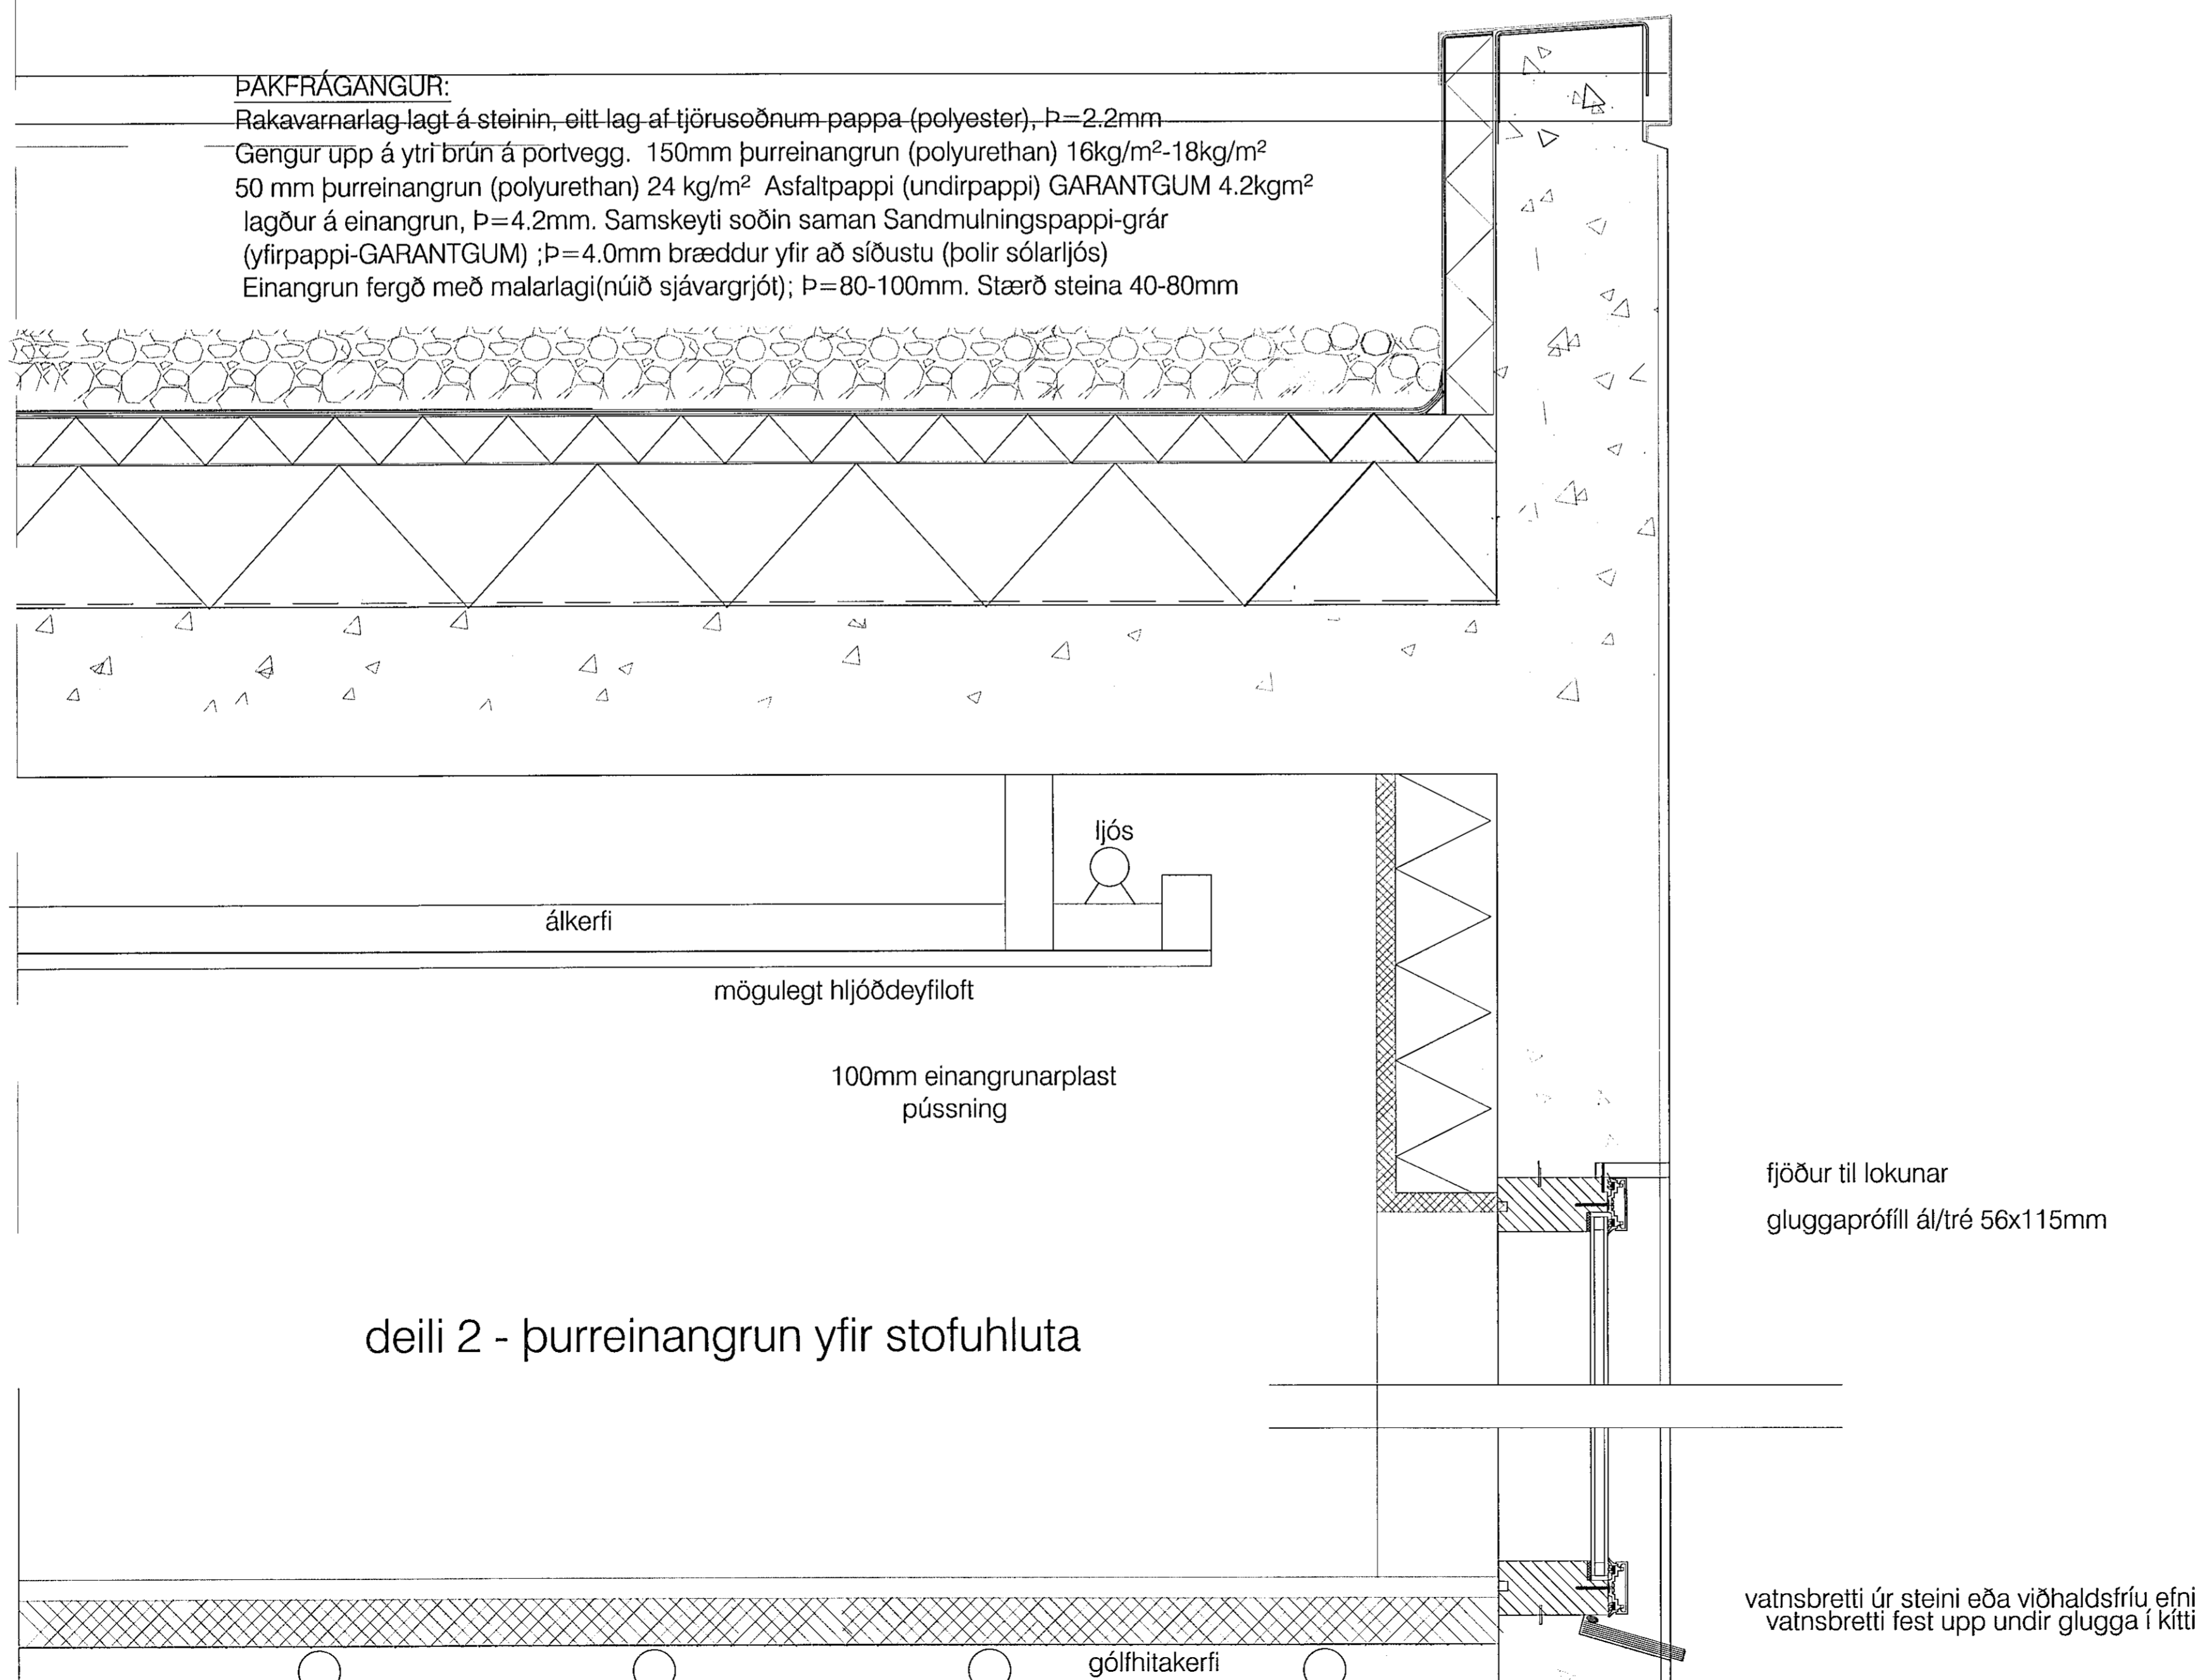 ÞAKFRÁGANGUR:
Rakavarnarlag lagt á steinin, eitt lag af tjörusoðnum pappa (polyester), Þ=2.2mm
Gengur upp á ytri brún á portvegg. 150mm þurreinangrun (polyurethan) 16kg/m²-18kg/m²
50 mm þurreinangrun (polyurethan) 24 kg/m² Asfaltpappi (undirpappi) GARANTGUM 4.2kgm²
lagður á einangrun, Þ=4.2mm. Samskeyti soðin saman Sandmulningspappi-grár
(yfirpappi-GARANTGUM) ;Þ=4.0mm bræddur yfir að síðustu (þolir sólarljós)
Einangrun fergð með malarlagi(núið sjávargrjót); Þ=80-100mm. Stærð steina 40-80mm
ljós
álkerfi
mögulegt hljóðdeyfiloft
100mm einangrunarplast
pússning
fjöður til lokunar
gluggaprófíll ál/tré 56x115mm
deili 2 - þurreinangrun yfir stofuhluta
vatnsbretti úr steini eða viðhaldsfríu efni
vatnsbretti fest upp undir glugga í kítti
gólfhitakerfi